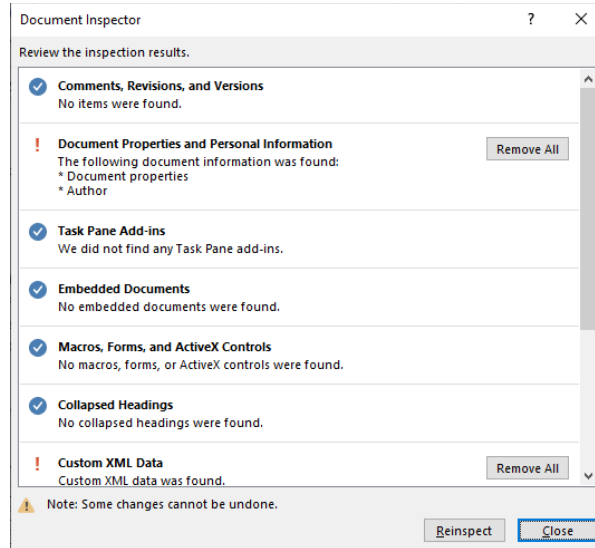 Document Inspector
Review the inspection results.
Comments, Revisions, and Versions
No items were found.
Document Properties and Personal Information
Remove All
The following document information was found:
* Document properties
* Author
Task Pane Add-ins
We did not find any Task Pane add-ins.
Embedded Documents
No embedded documents were found.
Macros, Forms, and ActiveX Controls
No macros, forms, or ActiveX controls were found.
Collapsed Headings
No collapsed headings were found.
Custom XML Data
Remove All
Custom XML data was found.
Note: Some changes cannot be undone.
Reinspect
Close